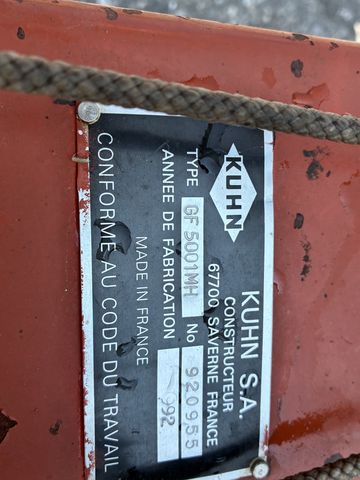 KUHN
KUHN S.A.
CONSTRUCTEUR
67700 SAVERNE FRANCE
TYPE GF 5001MH No 920955
ANNEE DE FABRICATION 992
MADE IN FRANCE
CONFORME AU CODE DU TRAVAIL